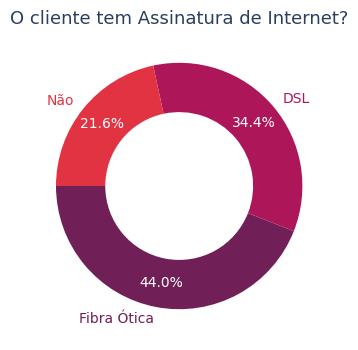 O cliente tem Assinatura de Internet?
Não
DSL
21.6%
34.4%
44.0%
Fibra Ótica